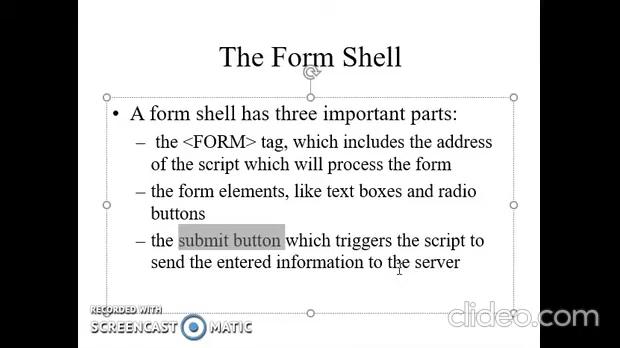 The Form Shell
• A form shell has three important parts:
– the <FORM> tag, which includes the address
of the script which will process the form
– the form elements, like text boxes and radio
buttons
– the submit button which triggers the script to
send the entered information to the server
RECORDED WITH
SCREENCAST MATIC
clideo.com